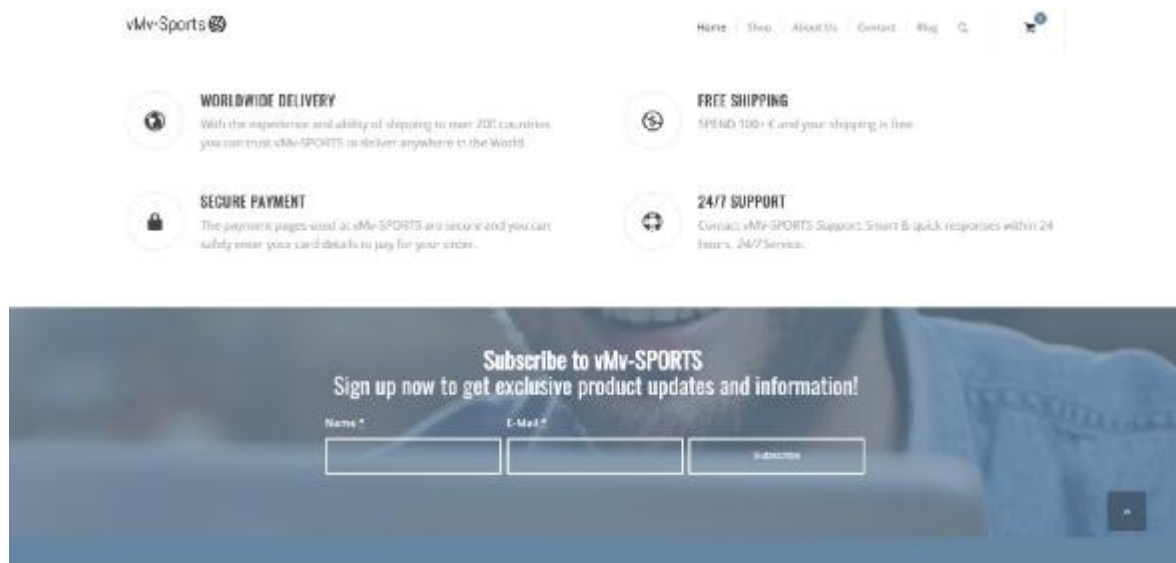 vMv-Sports
Home Shop About Us Contact Blog
WORLDWIDE DELIVERY
With the experience and ability of shipping to over 200 countries
you can trust vMv-SPORTS to deliver anywhere in the World.
FREE SHIPPING
SPEND 100+ € and your shipping is free.
SECURE PAYMENT
The payment pages used at vMv-SPORTS are secure and you can
safely enter your card details to pay for your order.
24/7 SUPPORT
Contact vMV-SPORTS Support. Smart & quick responses within 24
hours. 24/7 Service.
Subscribe to vMv-SPORTS
Sign up now to get exclusive product updates and information!
Name * E-Mail *
Subscribe